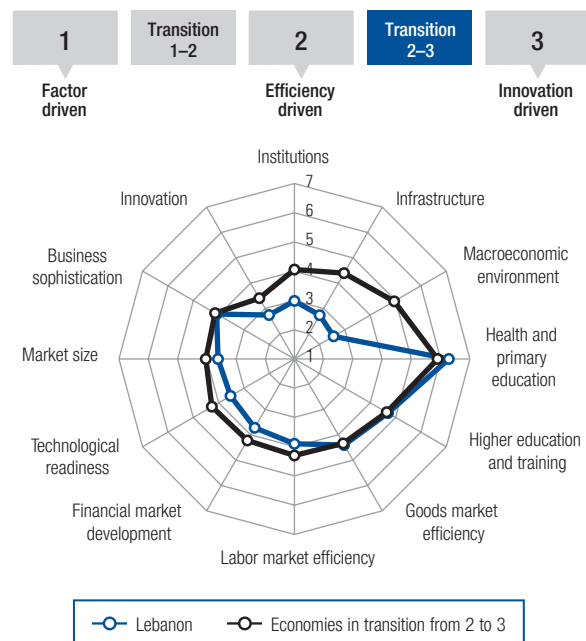 1
Transition
1–2
2
Transition
2–3
3
Factor
driven
Efficiency
driven
Innovation
driven
Institutions
Infrastructure
Macroeconomic
environment
Health and
primary
education
Higher education
and training
Goods market
efficiency
Labor market efficiency
Financial market
development
Technological
readiness
Market size
Business
sophistication
Innovation
7
6
5
4
3
2
1
Lebanon
Economies in transition from 2 to 3